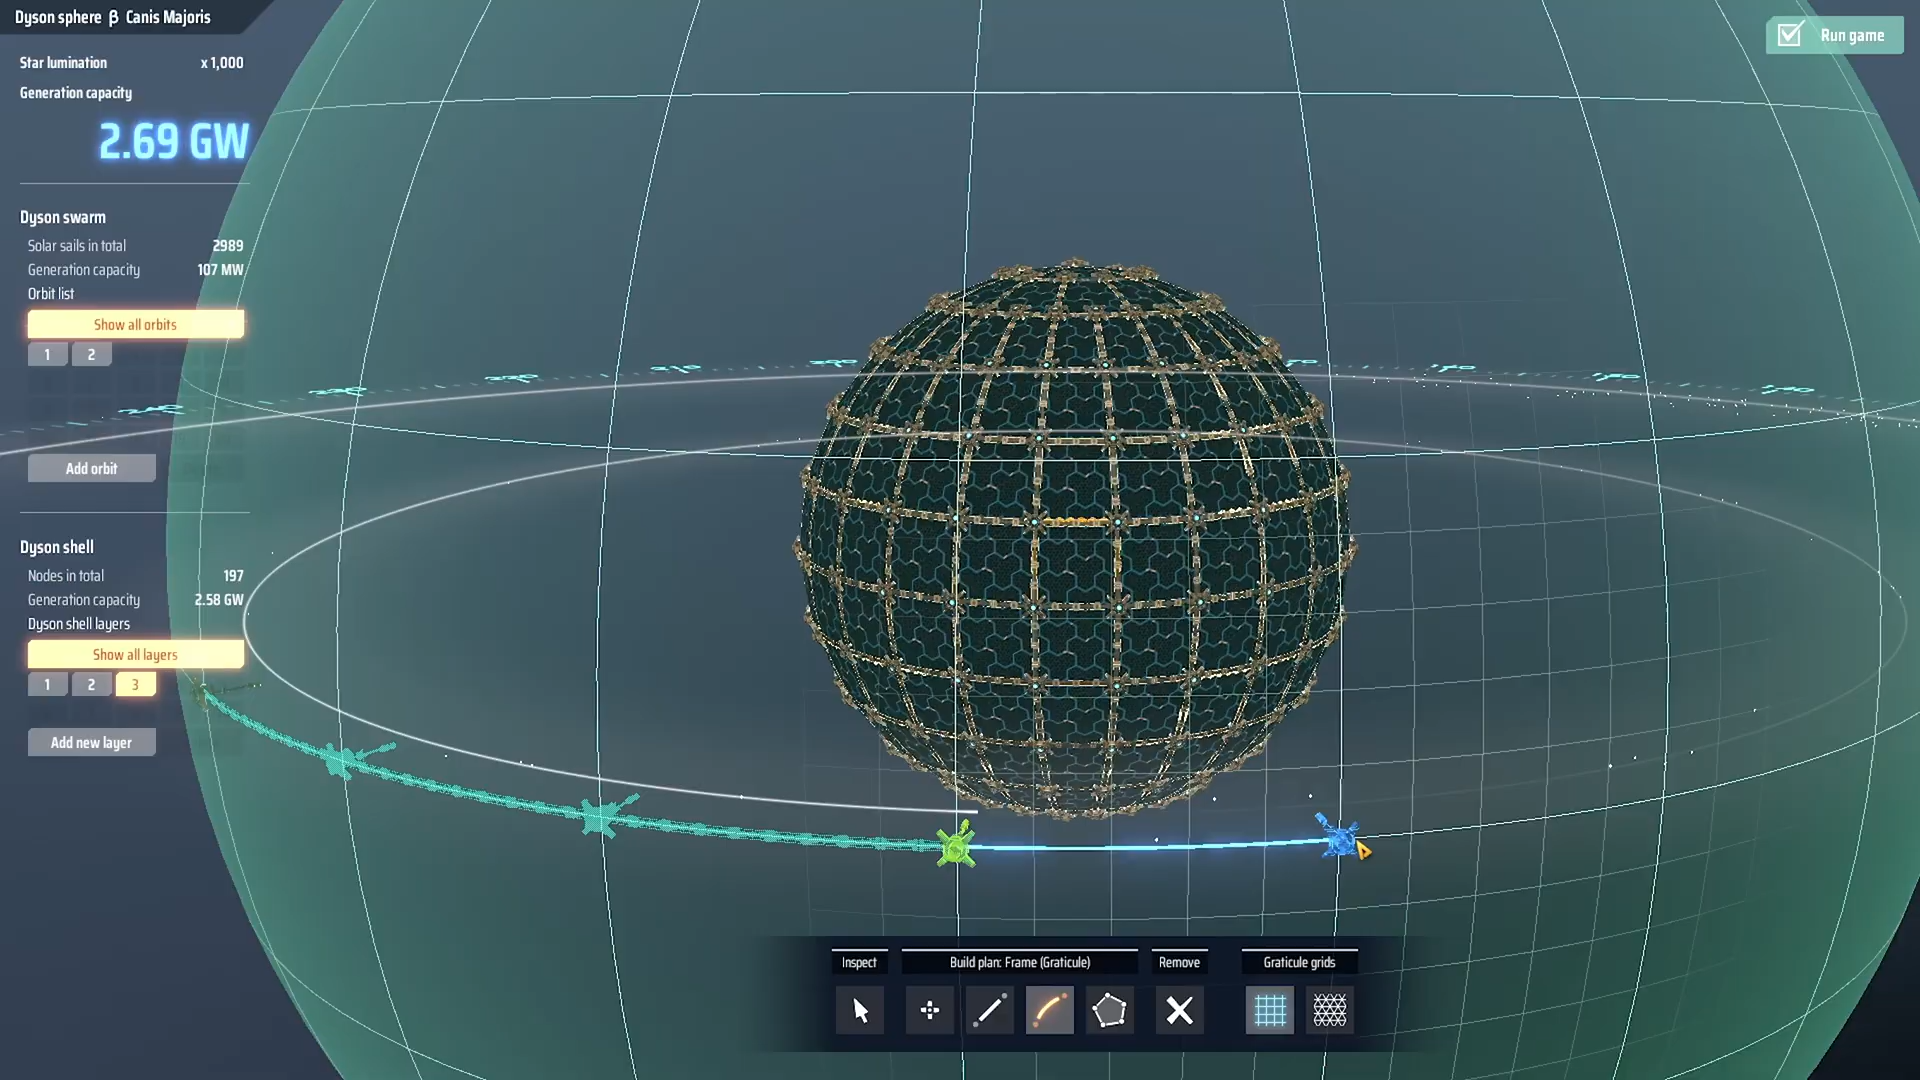 Dyson sphere β Canis Majoris
Run game
Star lumination x 1,000
Generation capacity
2.69 GW
Dyson swarm
Solar sails in total 2989
Generation capacity 107 MW
Orbit list
Show all orbits
1 2
210
220
230
Add orbit
Dyson shell
Nodes in total 197
Generation capacity 2.58 GW
Dyson shell layers
Show all layers
1 2 3
Add new layer
Inspect Build plan: Frame (Graticule) Remove Graticule grids